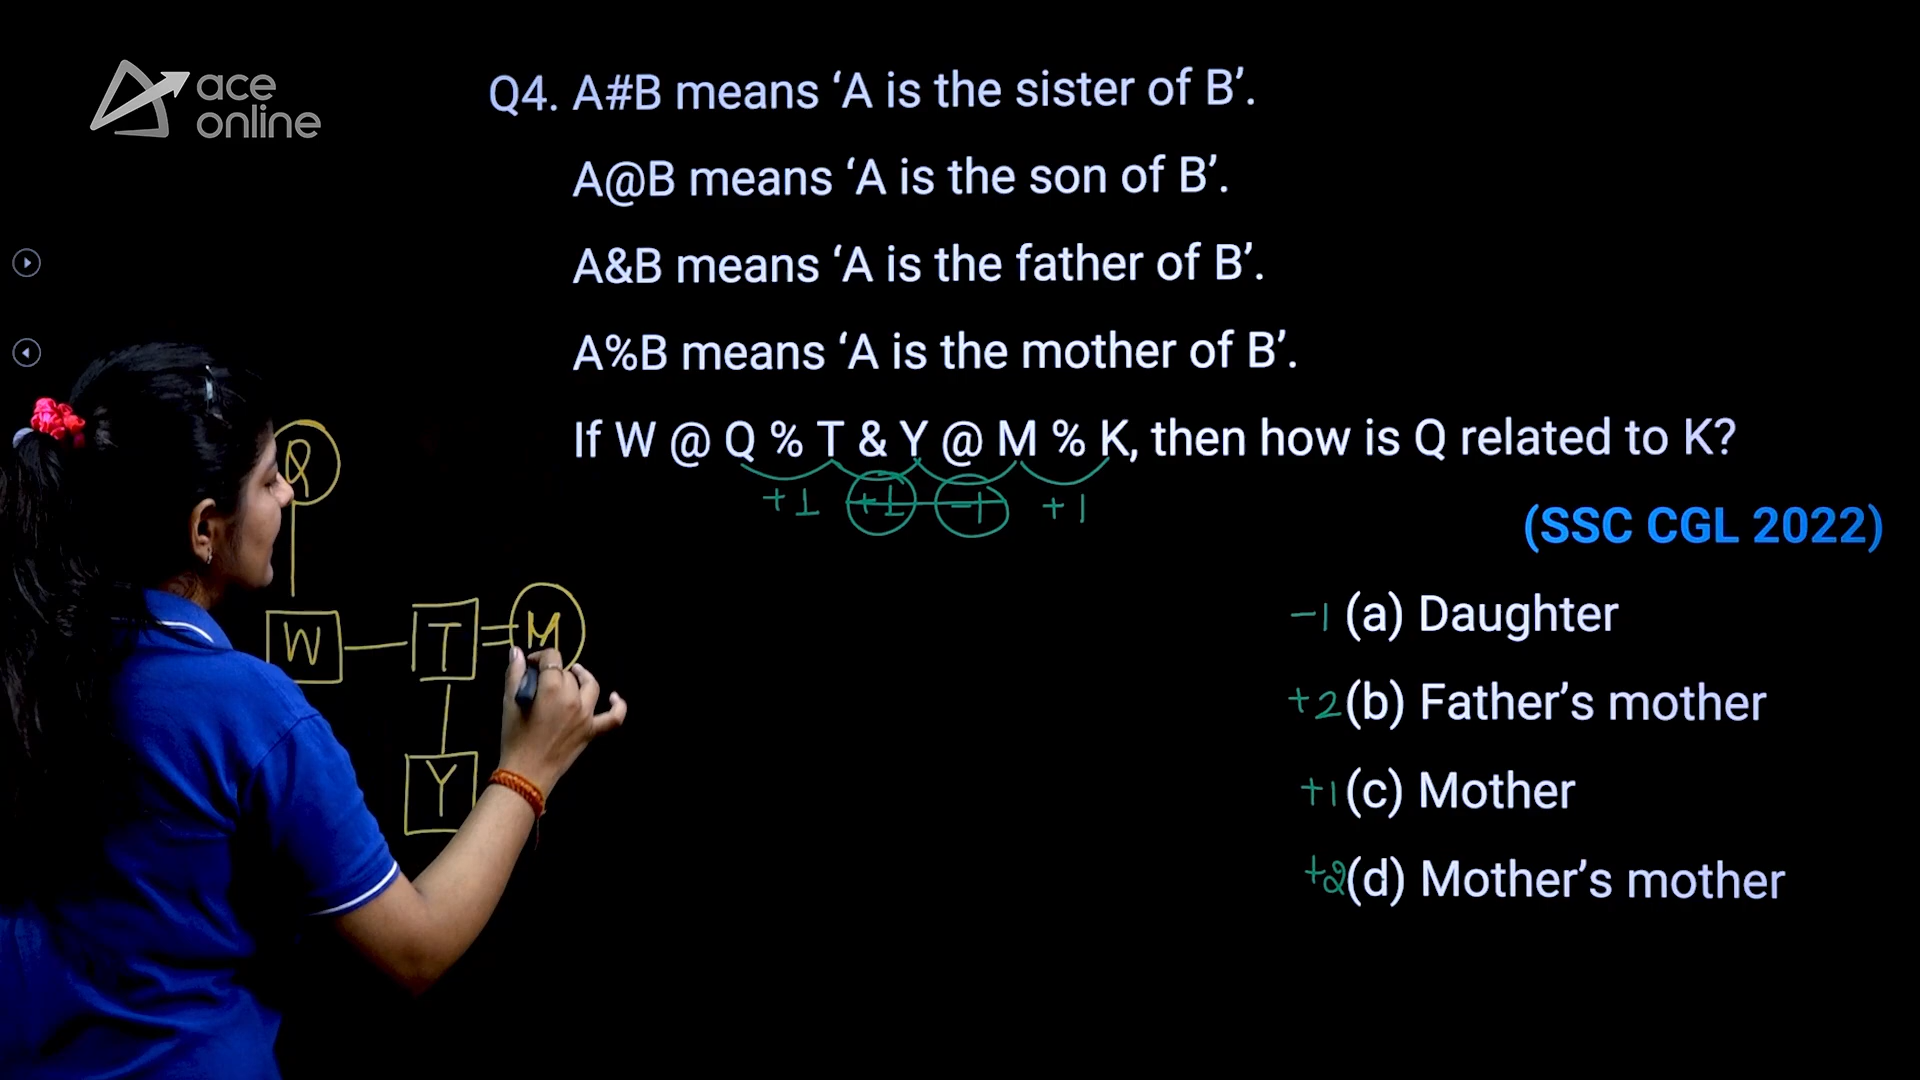 ace
online
Q4. A#B means ‘A is the sister of B’.
A@B means ‘A is the son of B’.
A&B means ‘A is the father of B’.
A%B means ‘A is the mother of B’.
If W @ Q % T & Y @ M % K, then how is Q related to K?
+1 +1 -1 +1
(SSC CGL 2022)
-1 (a) Daughter
+2 (b) Father’s mother
+1 (c) Mother
+2 (d) Mother’s mother
Q
W T M
Y